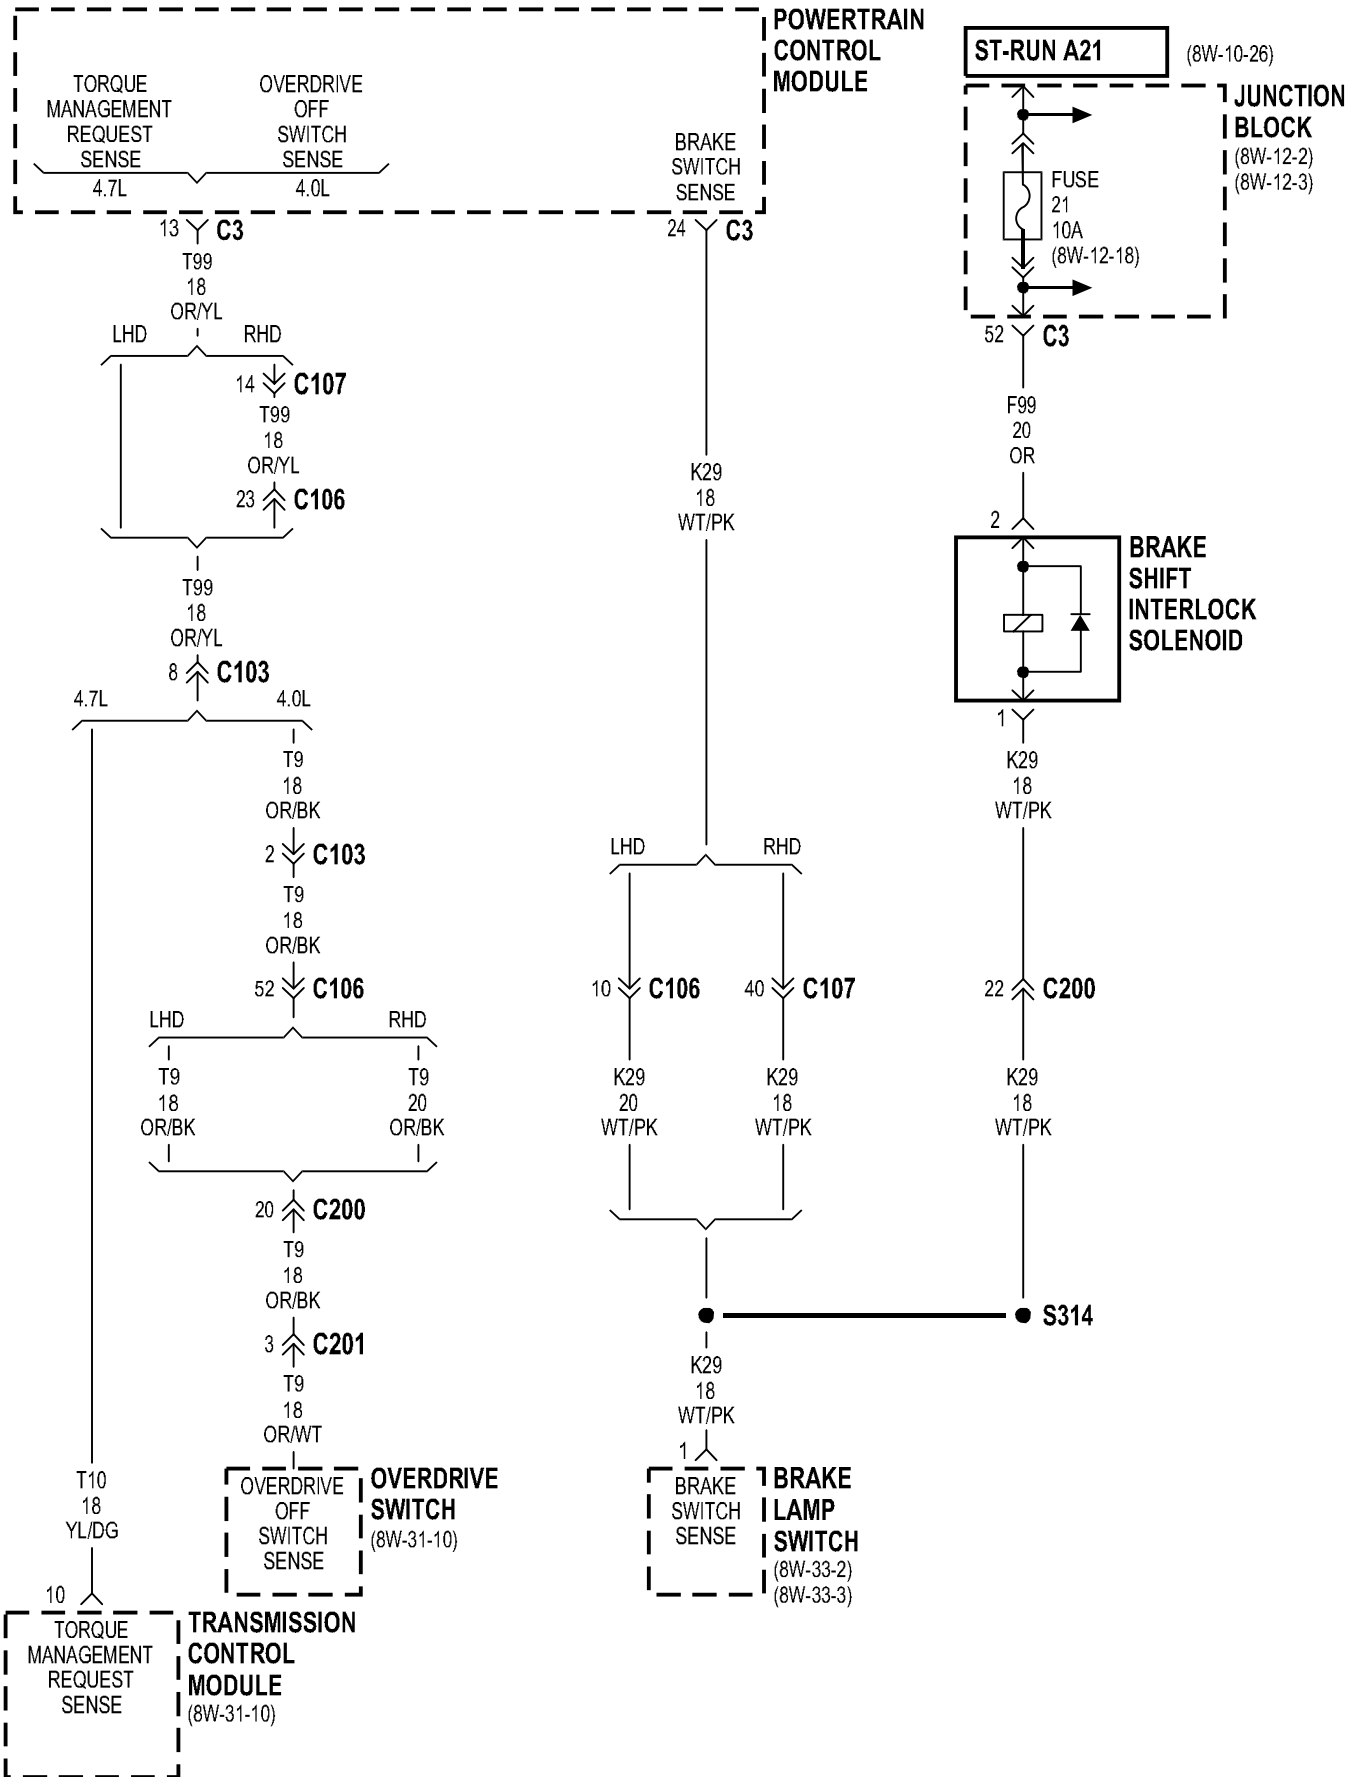 POWERTRAIN
CONTROL
MODULE
TORQUE
MANAGEMENT
REQUEST
SENSE
4.7L
OVERDRIVE
OFF
SWITCH
SENSE
4.0L
BRAKE
SWITCH
SENSE
ST-RUN A21
(8W-10-26)
JUNCTION
BLOCK
(8W-12-2)
(8W-12-3)
FUSE
21
10A
(8W-12-18)
13 C3
24 C3
52 C3
T99
18
OR/YL
LHD
RHD
14 C107
T99
18
OR/YL
23 C106
T99
18
OR/YL
8 C103
4.7L
4.0L
T9
18
OR/BK
2 C103
T9
18
OR/BK
52 C106
LHD
RHD
T9
18
OR/BK
T9
20
OR/BK
20 C200
T9
18
OR/BK
3 C201
T9
18
OR/WT
OVERDRIVE
OFF
SWITCH
SENSE
OVERDRIVE
SWITCH
(8W-31-10)
T10
18
YL/DG
10
TORQUE
MANAGEMENT
REQUEST
SENSE
TRANSMISSION
CONTROL
MODULE
(8W-31-10)
K29
18
WT/PK
LHD
RHD
10 C106
40 C107
K29
20
WT/PK
K29
18
WT/PK
K29
18
WT/PK
1
BRAKE
SWITCH
SENSE
BRAKE
LAMP
SWITCH
(8W-33-2)
(8W-33-3)
F99
20
OR
2
BRAKE
SHIFT
INTERLOCK
SOLENOID
1
K29
18
WT/PK
22 C200
K29
18
WT/PK
S314